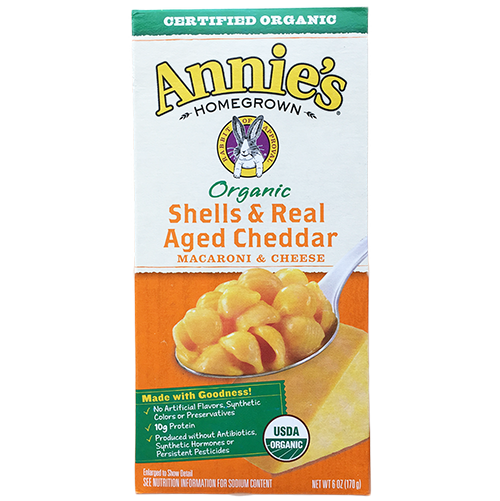 CERTIFIED ORGANIC
Annie's®
HOMEGROWN
RABBIT OF APPROVAL
Organic
Shells & Real
Aged Cheddar
MACARONI & CHEESE
Made with Goodness!
✓ No Artificial Flavors, Synthetic
Colors or Preservatives
✓ 10g Protein
✓ Produced without Antibiotics,
Synthetic Hormones or
Persistent Pesticides
USDA
ORGANIC
Enlarged to Show Detail
SEE NUTRITION INFORMATION FOR SODIUM CONTENT
NET WT 6 OZ (170g)